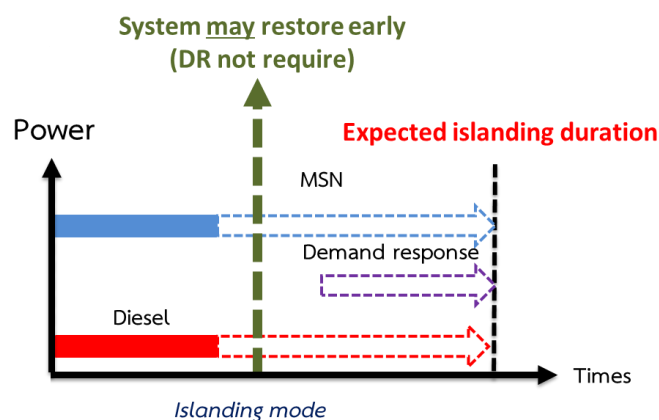 System may restore early
(DR not require)
Power
Expected islanding duration
MSN
Demand response
Diesel
Times
Islanding mode